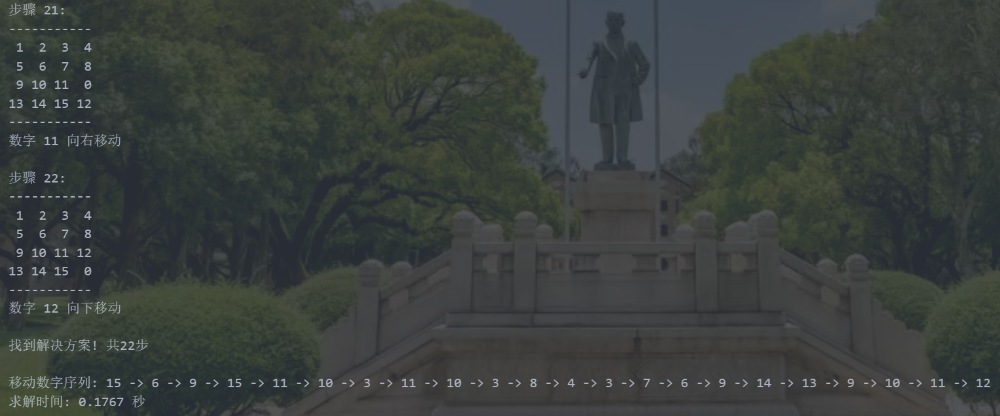 步骤 21:
-----------
1 2 3 4
5 6 7 8
9 10 11 0
13 14 15 12
-----------
数字 11 向右移动
步骤 22:
-----------
1 2 3 4
5 6 7 8
9 10 11 12
13 14 15 0
-----------
数字 12 向下移动
找到解决方案! 共22步
移动数字序列: 15 -> 6 -> 9 -> 15 -> 11 -> 10 -> 3 -> 11 -> 10 -> 3 -> 8 -> 4 -> 3 -> 7 -> 6 -> 9 -> 14 -> 13 -> 9 -> 10 -> 11 -> 12
求解时间: 0.1767 秒